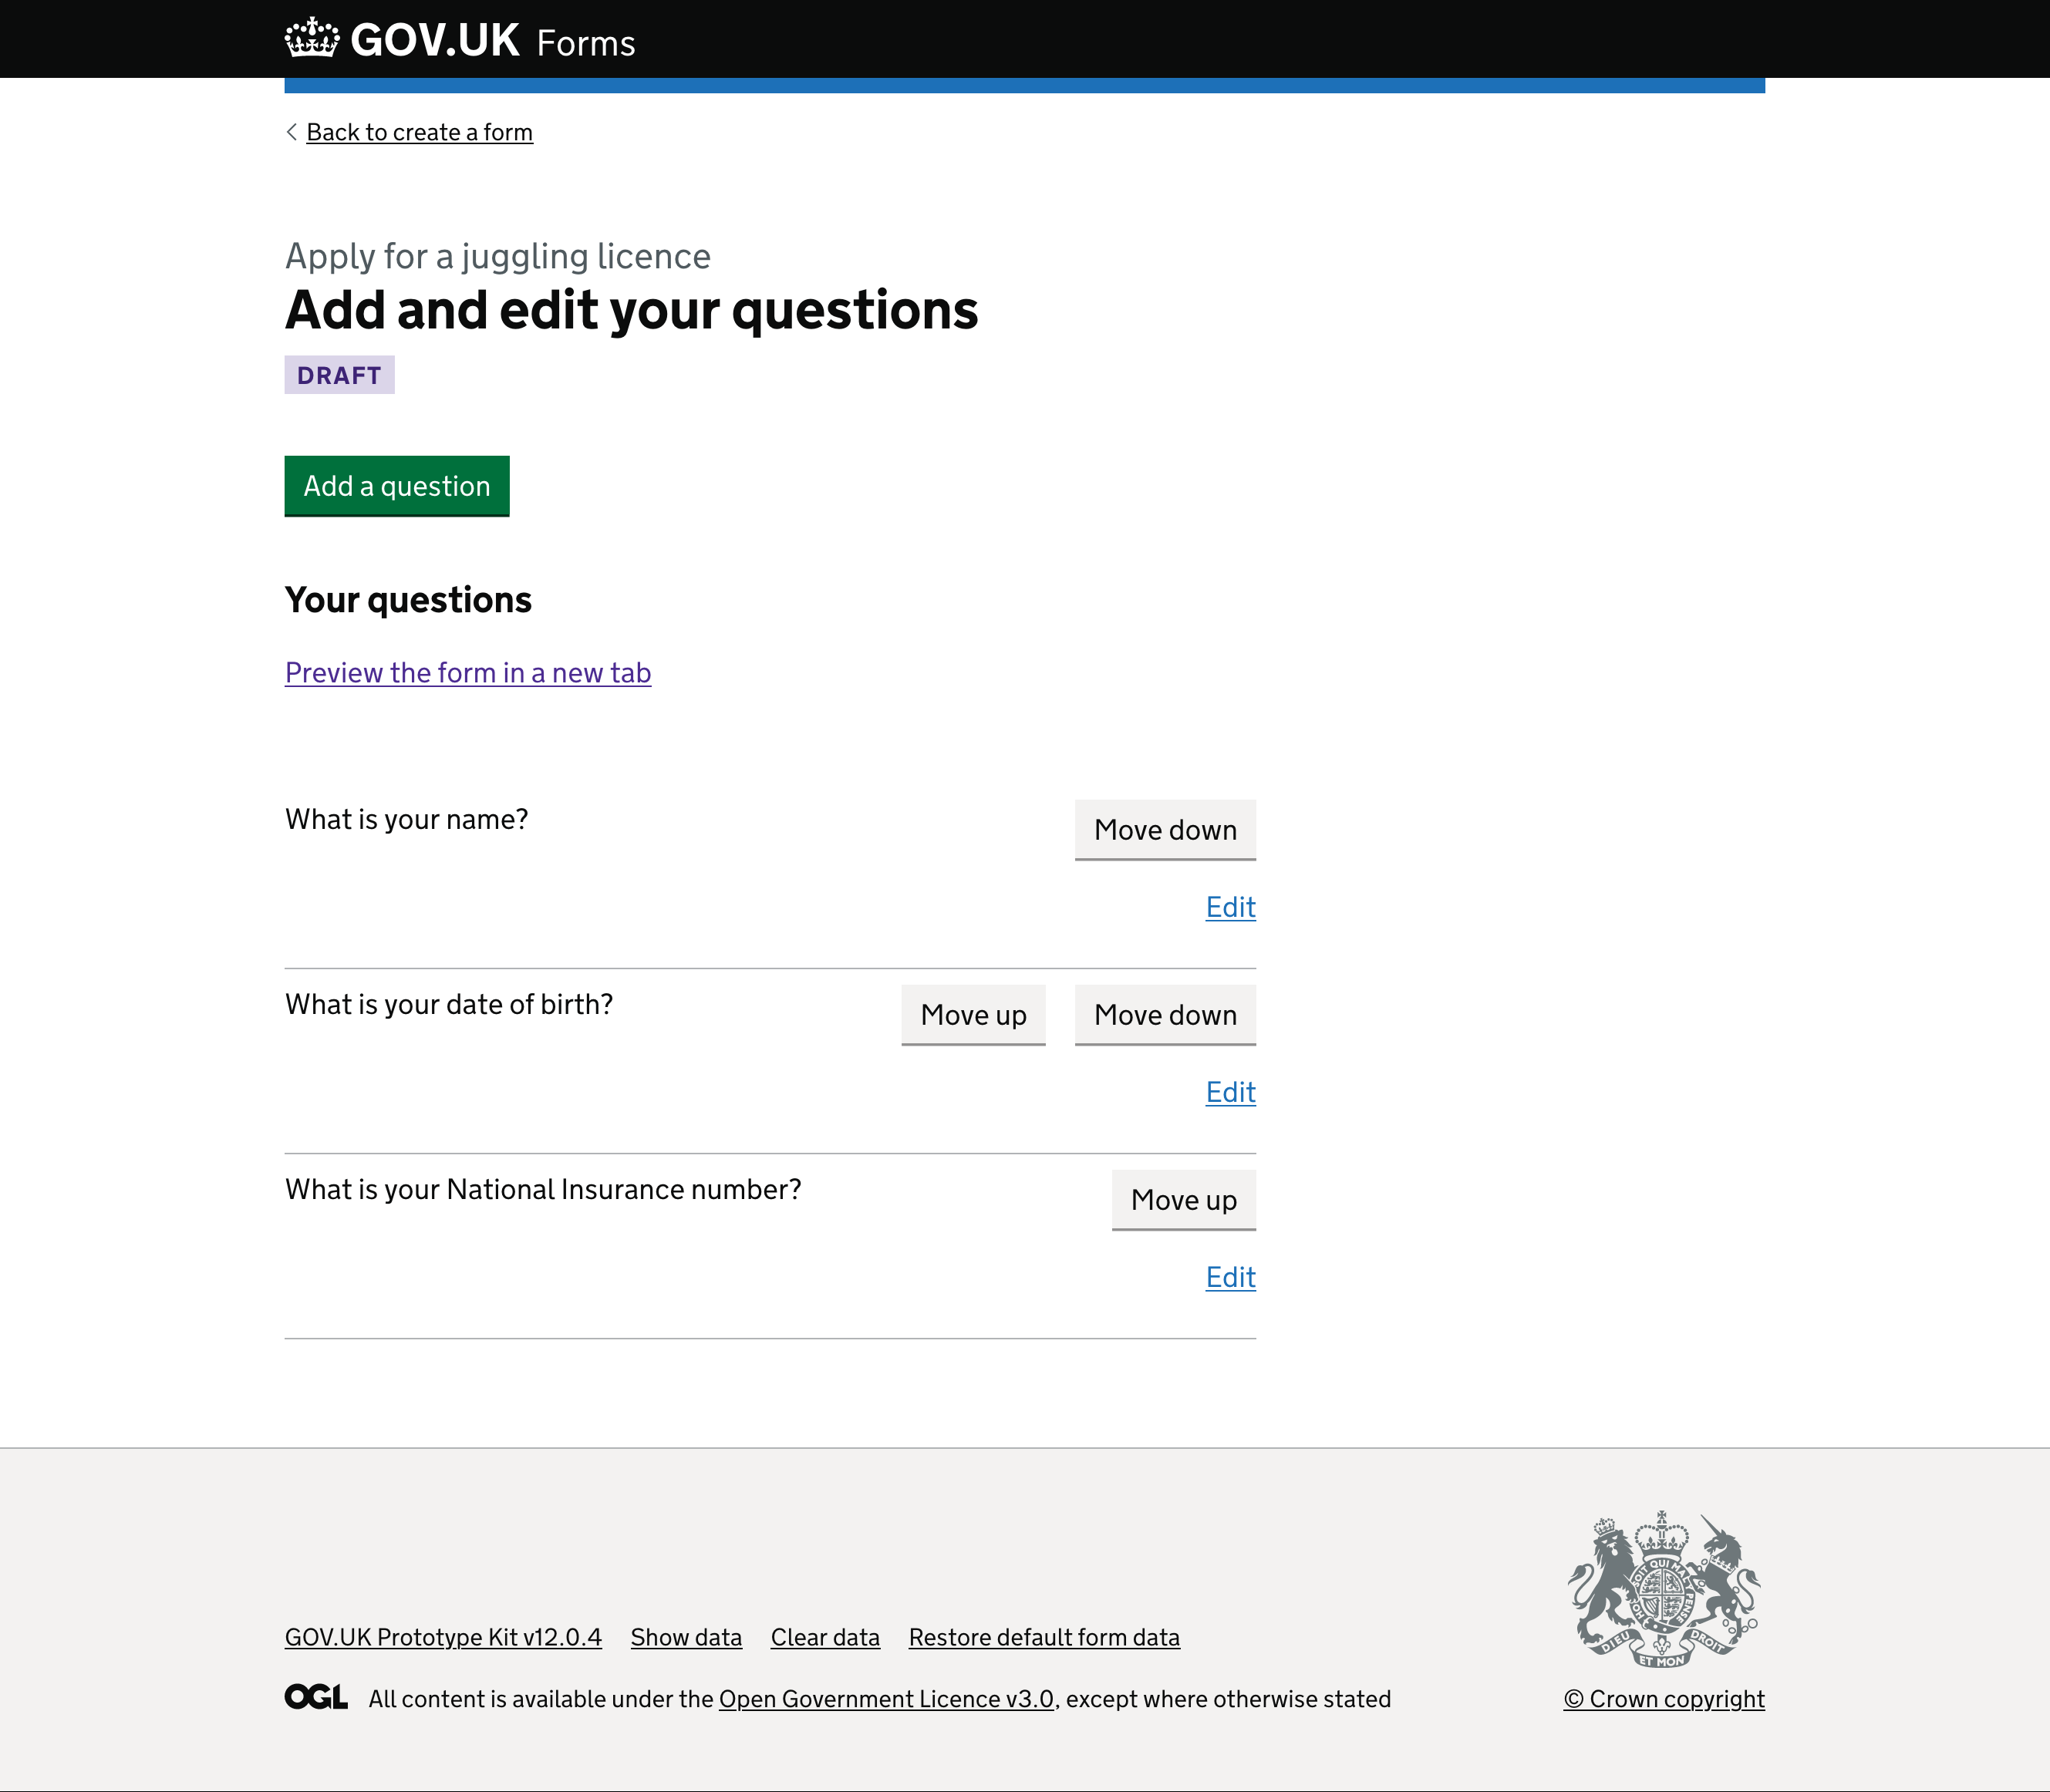 GOV.UK Forms
Back to create a form
Apply for a juggling licence
Add and edit your questions
DRAFT
Add a question
Your questions
Preview the form in a new tab
What is your name?
Move down
Edit
What is your date of birth?
Move up
Move down
Edit
What is your National Insurance number?
Move up
Edit
GOV.UK Prototype Kit v12.0.4
Show data
Clear data
Restore default form data
OGL
All content is available under the Open Government Licence v3.0, except where otherwise stated
DIEU ET MON DROIT
© Crown copyright